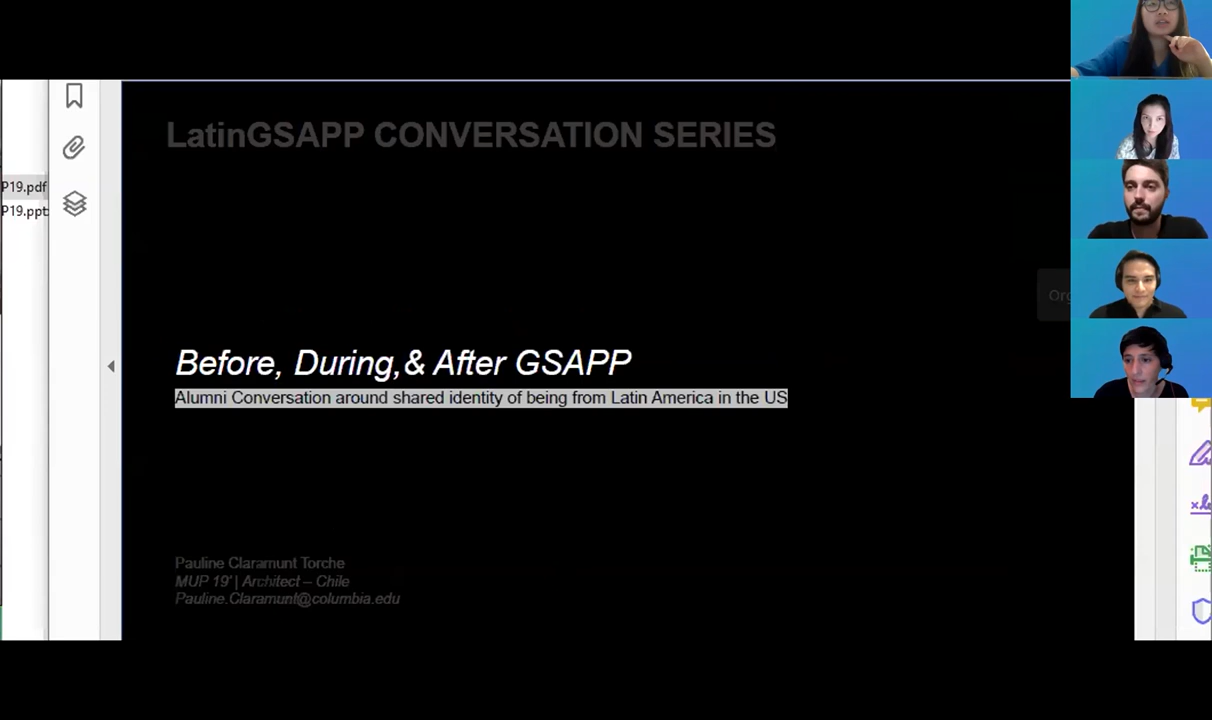 LatinGSAPP CONVERSATION SERIES
P19.pdf
P19.ppt
Org
Before, During,& After GSAPP
Alumni Conversation around shared identity of being from Latin America in the US
Pauline Claramunt Torche
MUP 19' | Architect – Chile
Pauline.Claramunt@columbia.edu